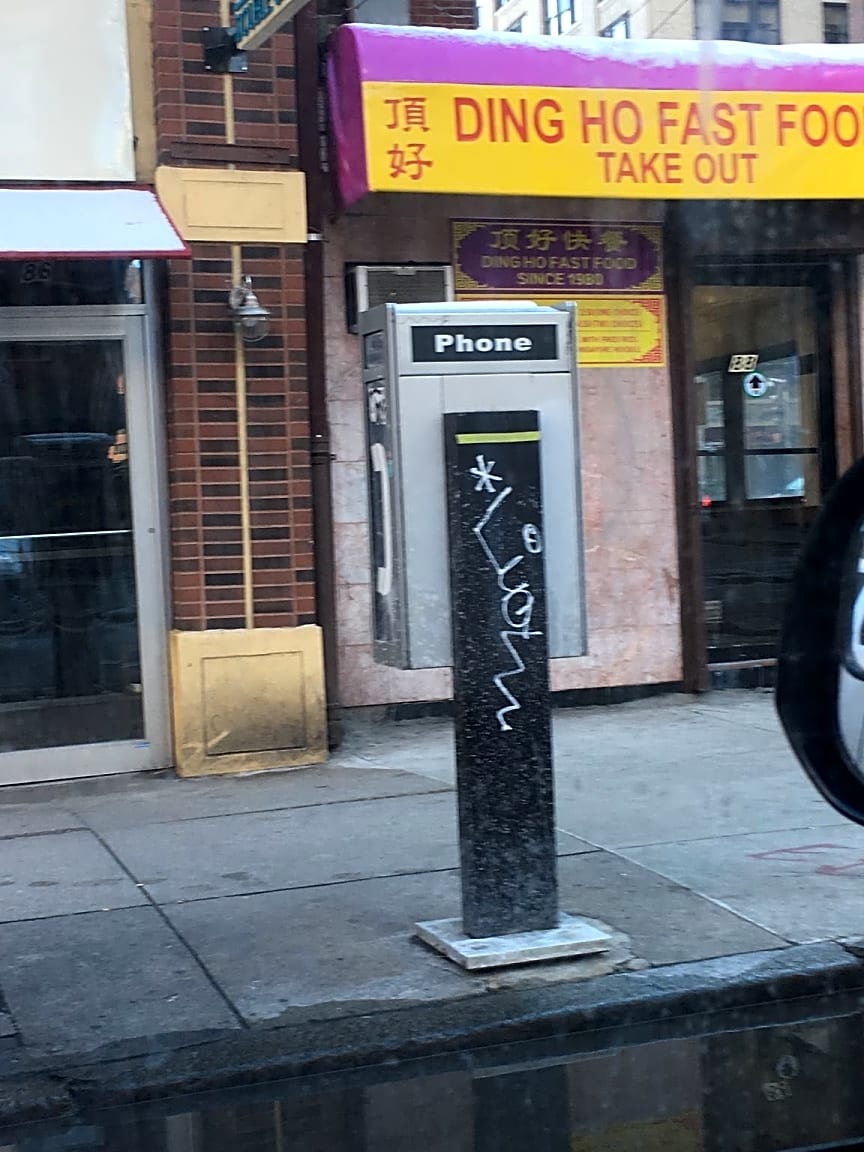 頂好
DING HO FAST FOO
TAKE OUT
顶好快餐
DING HO FAST FOOD
SINCE 1980
Phone
86